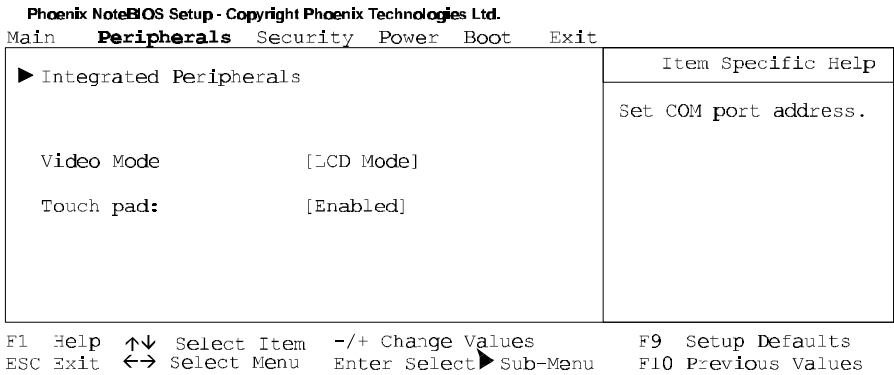 Phoenix NoteBIOS Setup - Copyright Phoenix Technologies Ltd.
Main Peripherals Security Power Boot Exit
▶ Integrated Peripherals
Item Specific Help
Set COM port address.
Video Mode [LCD Mode]
Touch pad: [Enabled]
F1 Help ↑↓ Select Item -/+ Change Values F9 Setup Defaults
ESC Exit ←→ Select Menu Enter Select ▶ Sub-Menu F10 Previous Values